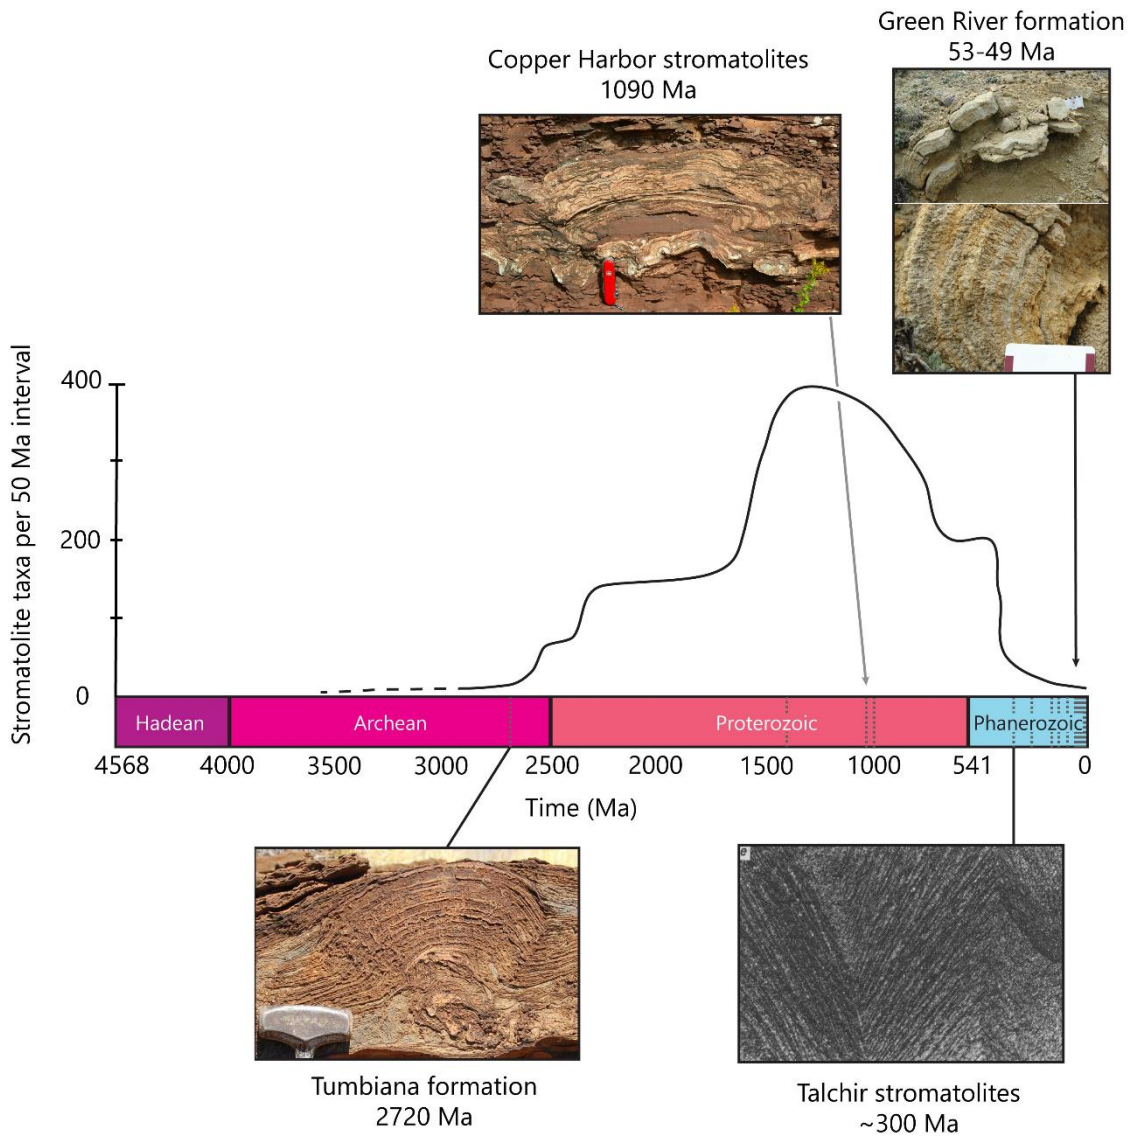 Green River formation
53-49 Ma
Copper Harbor stromatolites
1090 Ma
Stromatolite taxa per 50 Ma interval
400
200
0
Hadean
Archean
Proterozoic
Phanerozoic
4568
4000
3500
3000
2500
2000
1500
1000
541
0
Time (Ma)
e
Tumbiana formation
2720 Ma
Talchir stromatolites
~300 Ma